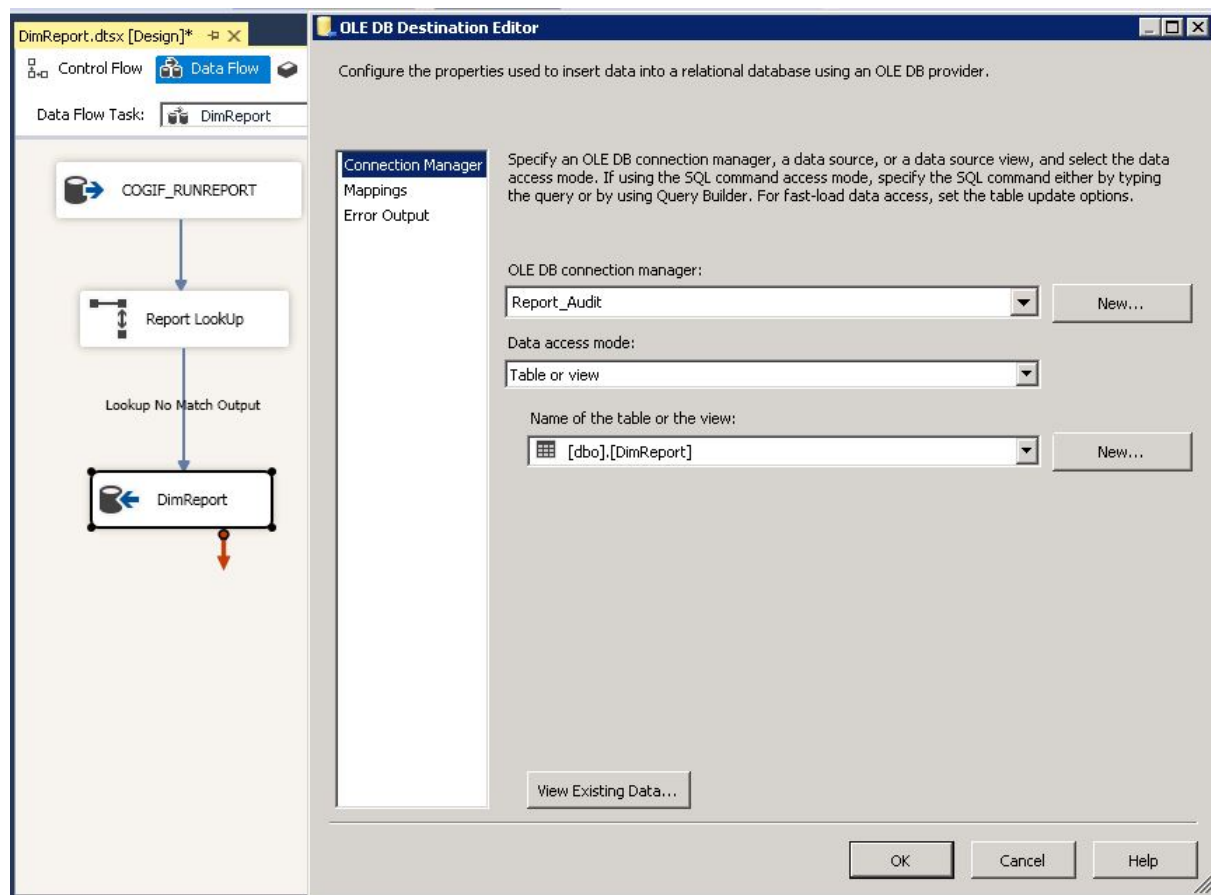 DimReport.dtsx [Design]*
Control Flow
Data Flow
Data Flow Task:
DimReport
COGIF_RUNREPORT
Report LookUp
Lookup No Match Output
DimReport
OLE DB Destination Editor
Configure the properties used to insert data into a relational database using an OLE DB provider.
Connection Manager
Mappings
Error Output
Specify an OLE DB connection manager, a data source, or a data source view, and select the data
access mode. If using the SQL command access mode, specify the SQL command either by typing
the query or by using Query Builder. For fast-load data access, set the table update options.
OLE DB connection manager:
Report_Audit
New...
Data access mode:
Table or view
Name of the table or the view:
[dbo].[DimReport]
New...
View Existing Data...
OK
Cancel
Help